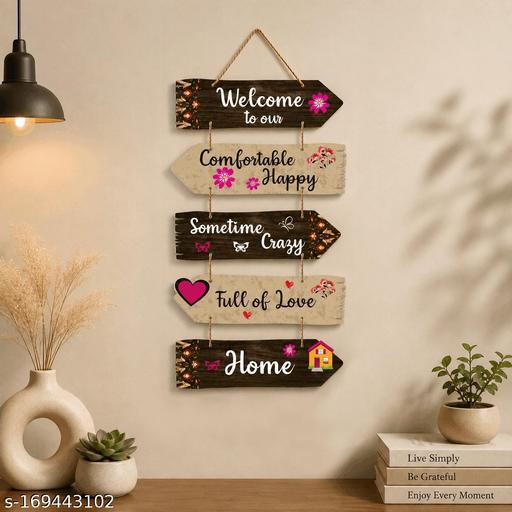 Welcome
to our
Comfortable
Happy
Sometime
Crazy
Full of Love
Home
Live Simply
Be Grateful
Enjoy Every Moment
s-169443102